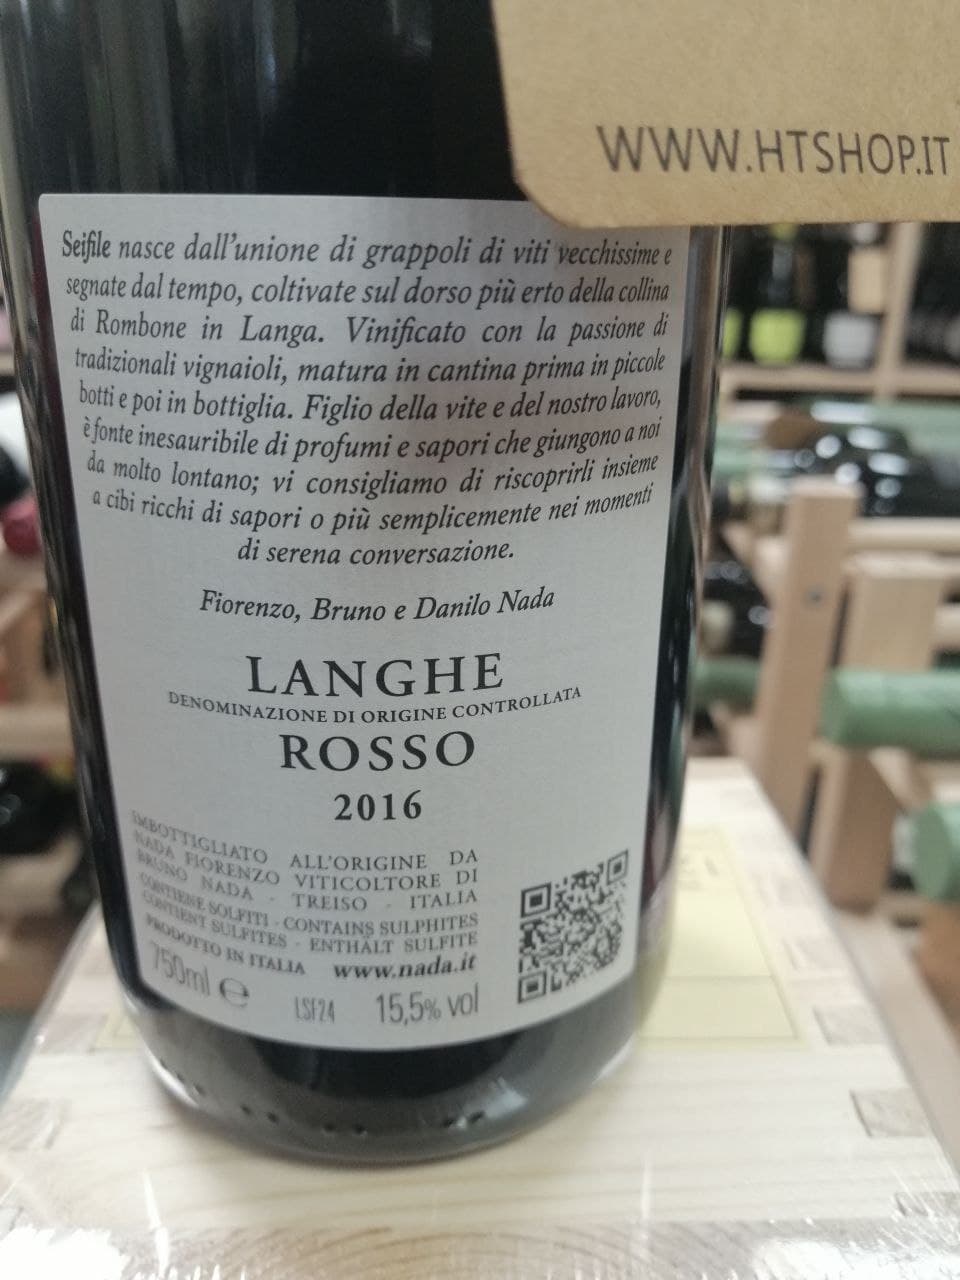 WWW.HTSHOP.IT
Seifile nasce dall'unione di grappoli di viti vecchissime e
segnate dal tempo, coltivate sul dorso più erto della collina
di Rombone in Langa. Vinificato con la passione di
tradizionali vignaioli, matura in cantina prima in piccole
botti e poi in bottiglia. Figlio della vite e del nostro lavoro,
è fonte inesauribile di profumi e sapori che giungono a noi
da molto lontano; vi consigliamo di riscoprirli insieme
a cibi ricchi di sapori o più semplicemente nei momenti
di serena conversazione.
Fiorenzo, Bruno e Danilo Nada
LANGHE
DENOMINAZIONE DI ORIGINE CONTROLLATA
ROSSO
2016
IMBOTTIGLIATO ALL'ORIGINE DA
NADA FIORENZO VITICOLTORE DI
BRUNO NADA - TREISO - ITALIA
CONTIENE SOLFITI - CONTAINS SULPHITES
CONTIENT SULFITES - ENTHÄLT SULFITE
PRODOTTO IN ITALIA www.nada.it
750ml e LSF24 15,5% vol